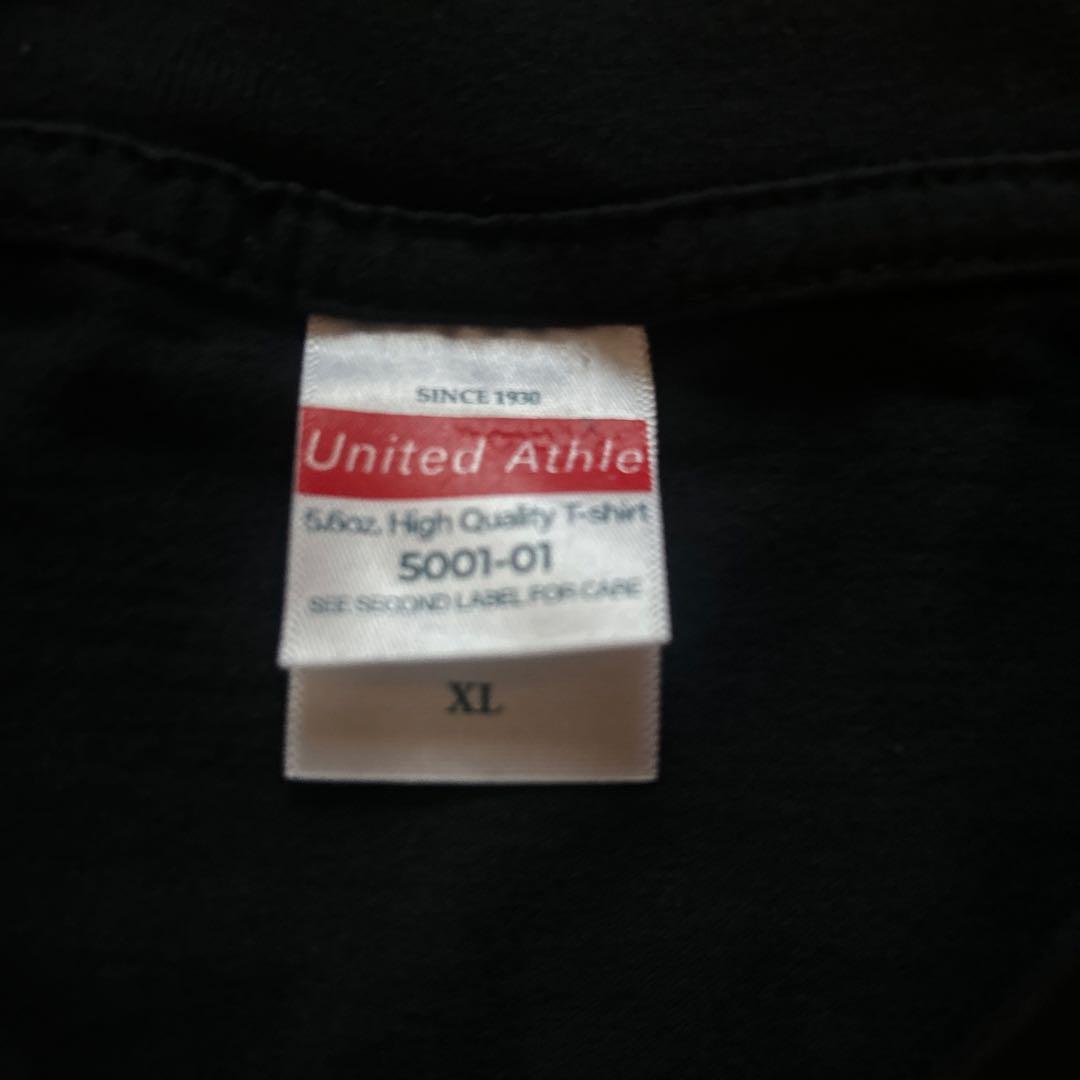 SINCE 1930
United Athle
5.6oz. High Quality T-shirt
5001-01
SEE SECOND LABEL FOR CARE
XL